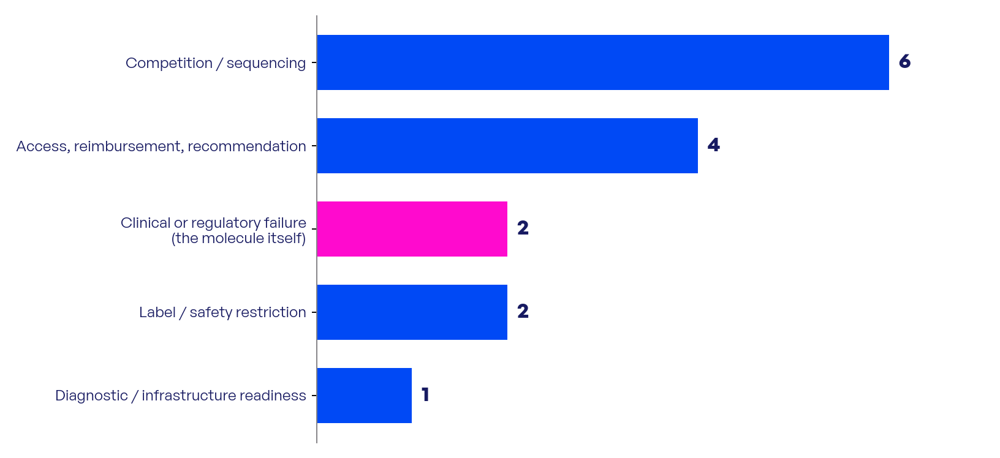 Competition / sequencing
6
Access, reimbursement, recommendation
4
Clinical or regulatory failure
(the molecule itself)
2
Label / safety restriction
2
Diagnostic / infrastructure readiness
1